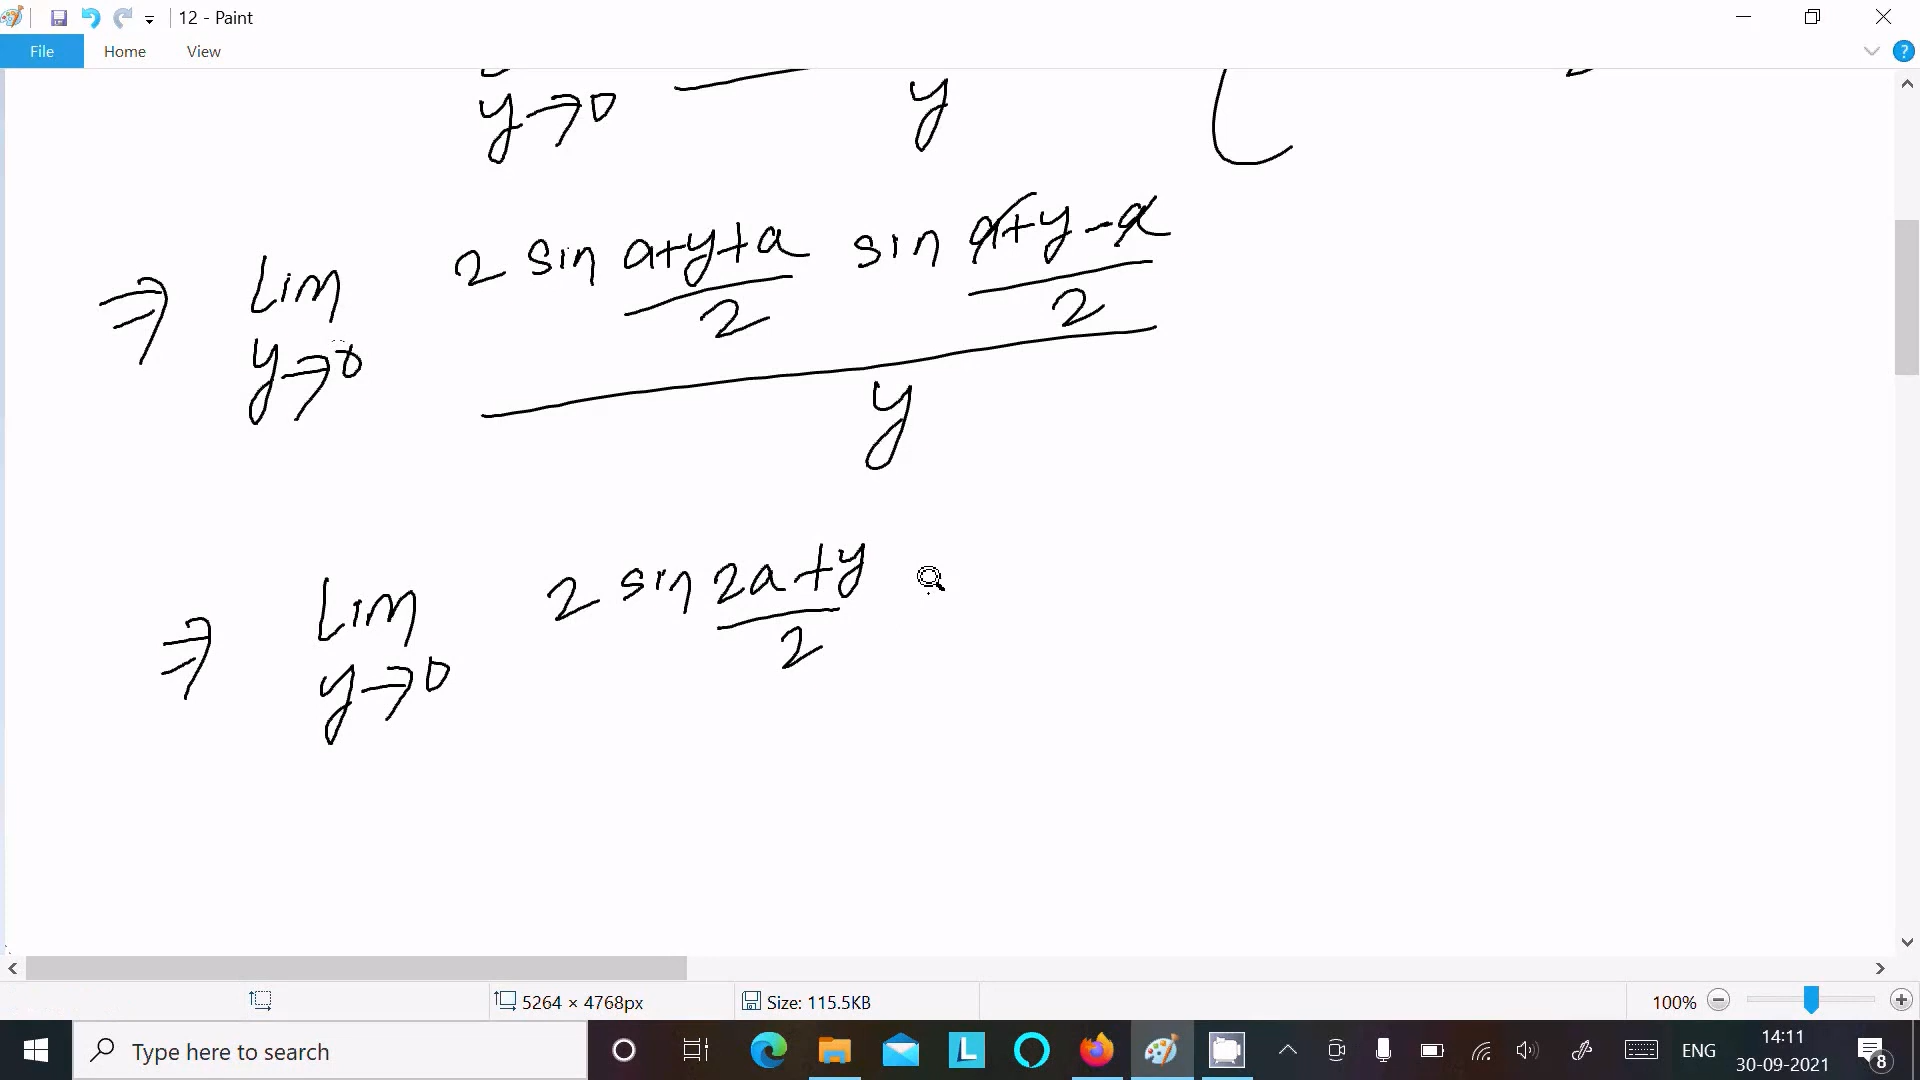 12 - Paint
File Home View
y→0 y
⇒ Lim 2 sin a+y+a sin a+y-a
2 2
y→0
y
⇒ Lim 2 sin 2a+y
2
y→0
5264 × 4768px Size: 115.5KB 100%
Type here to search
L
ENG
14:11
30-09-2021
8